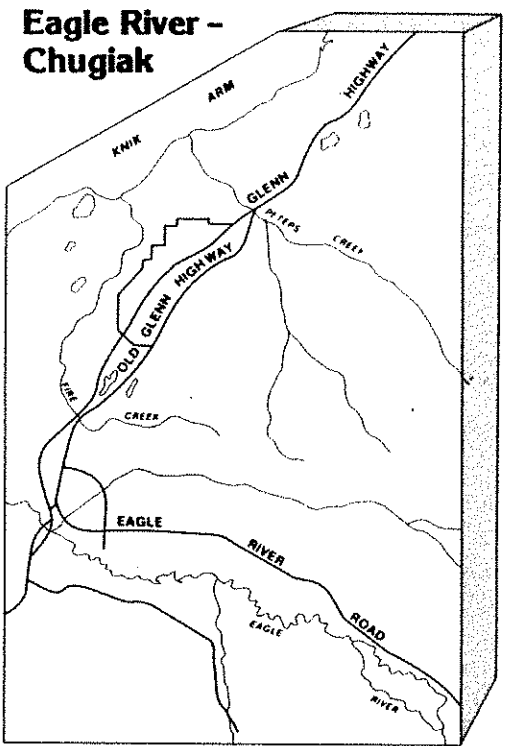 Eagle River –
Chugiak
KNIK ARM
GLENN HIGHWAY
PETERS CREEK
OLD GLENN HIGHWAY
FIRE CREEK
EAGLE RIVER ROAD
EAGLE RIVER